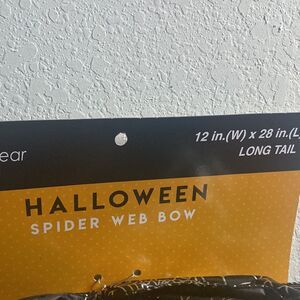 12 in.(W) x 28 in.(L
LONG TAIL
ear
HALLOWEEN
SPIDER WEB BOW